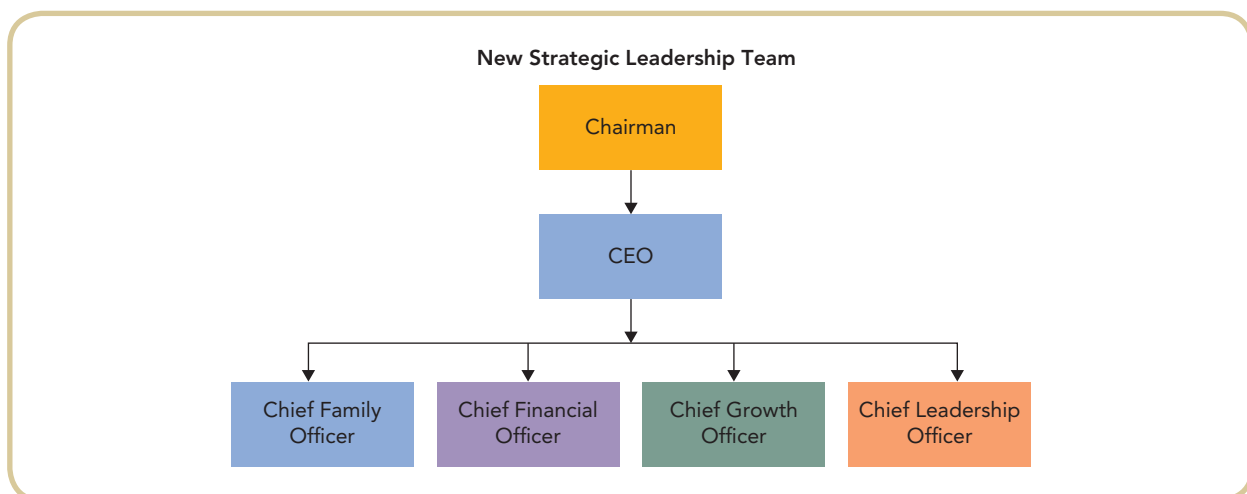 New Strategic Leadership Team
Chairman
CEO
Chief Family
Officer
Chief Financial
Officer
Chief Growth
Officer
Chief Leadership
Officer